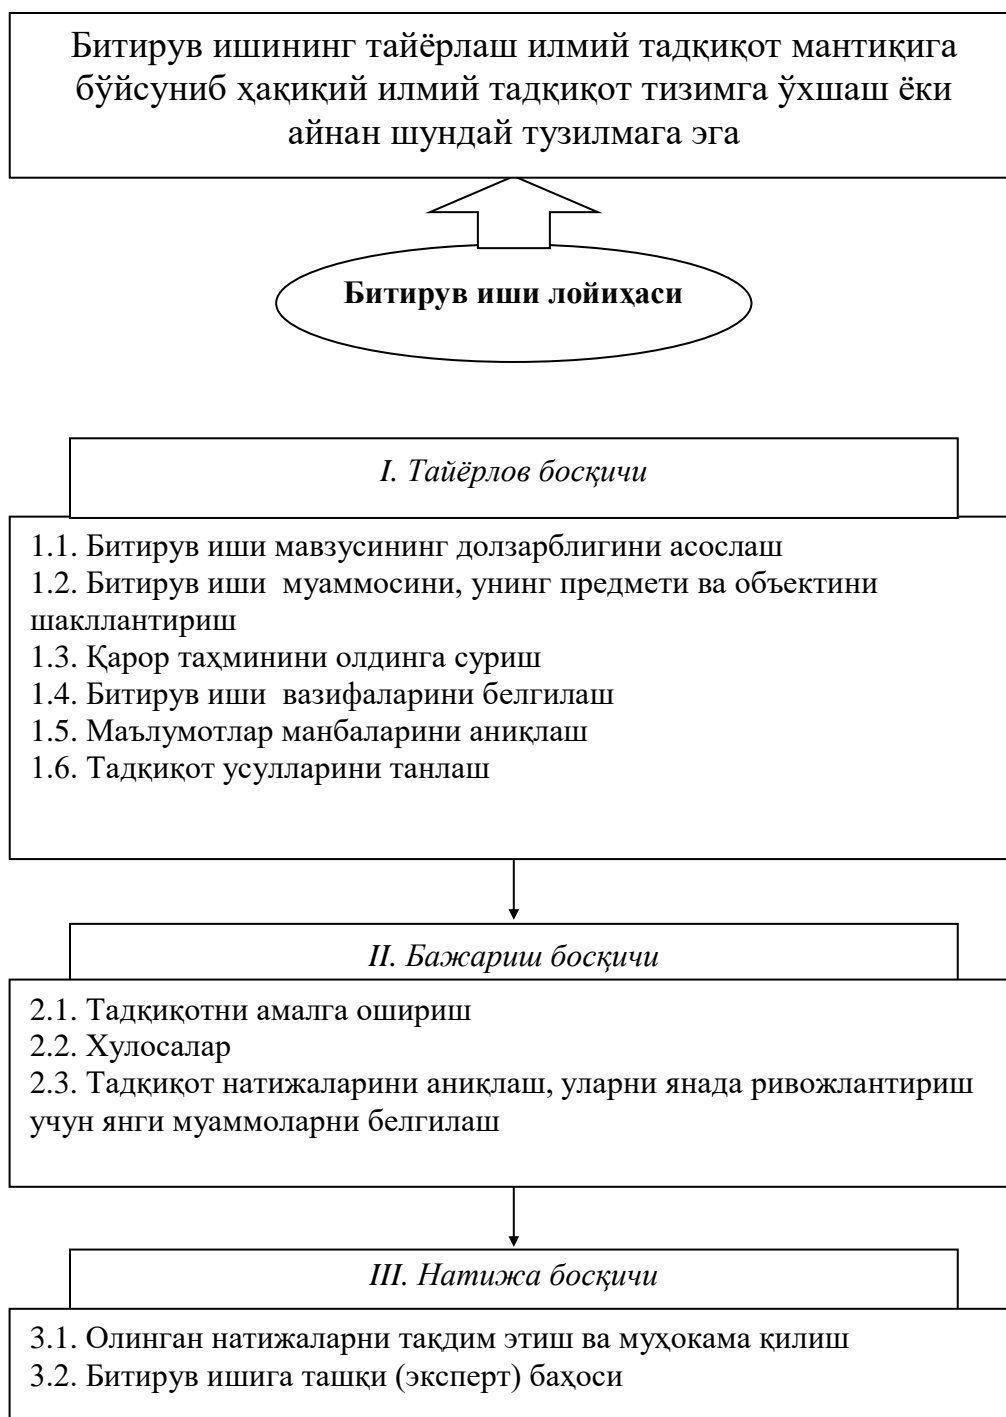 Битирув ишининг тайёрлаш илмий тадқиқот мантиқига
бўйсуниб ҳақиқий илмий тадқиқот тизимга ўхшаш ёки
айнан шундай тузилмага эга
Битирув иши лойиҳаси
I. Тайёрлов босқичи
1.1. Битирув иши мавзусининг долзарблигини асослаш
1.2. Битирув иши муаммосини, унинг предмети ва объектини
шакллантириш
1.3. Қарор таҳминини олдинга суриш
1.4. Битирув иши вазифаларини белгилаш
1.5. Маълумотлар манбаларини аниқлаш
1.6. Тадқиқот усулларини танлаш
II. Бажариш босқичи
2.1. Тадқиқотни амалга ошириш
2.2. Хулосалар
2.3. Тадқиқот натижаларини аниқлаш, уларни янада ривожлантириш
учун янги муаммоларни белгилаш
III. Натижа босқичи
3.1. Олинган натижаларни тақдим этиш ва муҳокама қилиш
3.2. Битирув ишига ташқи (эксперт) баҳоси